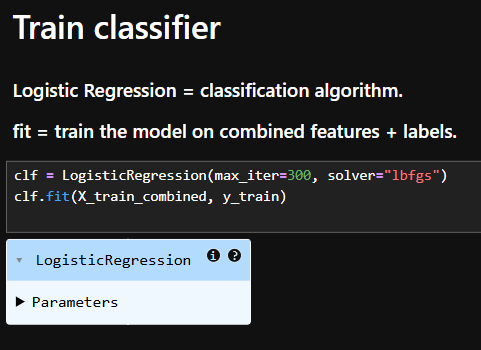 Train classifier
Logistic Regression = classification algorithm.
fit = train the model on combined features + labels.
clf = LogisticRegression(max_iter=300, solver="lbfgs")
clf.fit(X_train_combined, y_train)
▾ LogisticRegression i ?
▶ Parameters